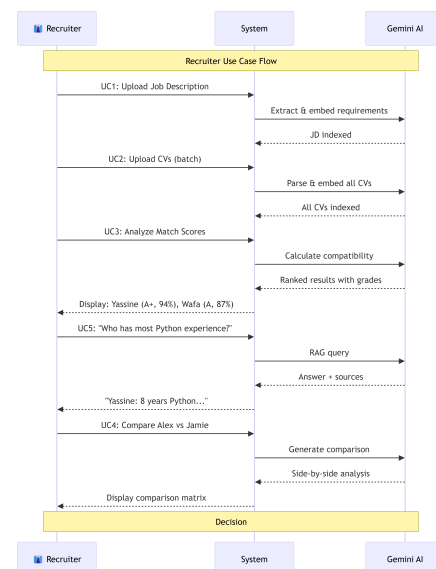 Recruiter
System
Gemini AI
Recruiter Use Case Flow
UC1: Upload Job Description
Extract & embed requirements
JD indexed
UC2: Upload CVs (batch)
Parse & embed all CVs
All CVs indexed
UC3: Analyze Match Scores
Calculate compatibility
Ranked results with grades
Display: Yassine (A+, 94%), Wafa (A, 87%)
UC5: "Who has most Python experience?"
RAG query
Answer + sources
"Yassine: 8 years Python..."
UC4: Compare Alex vs Jamie
Generate comparison
Side-by-side analysis
Display comparison matrix
Decision
Recruiter
System
Gemini AI